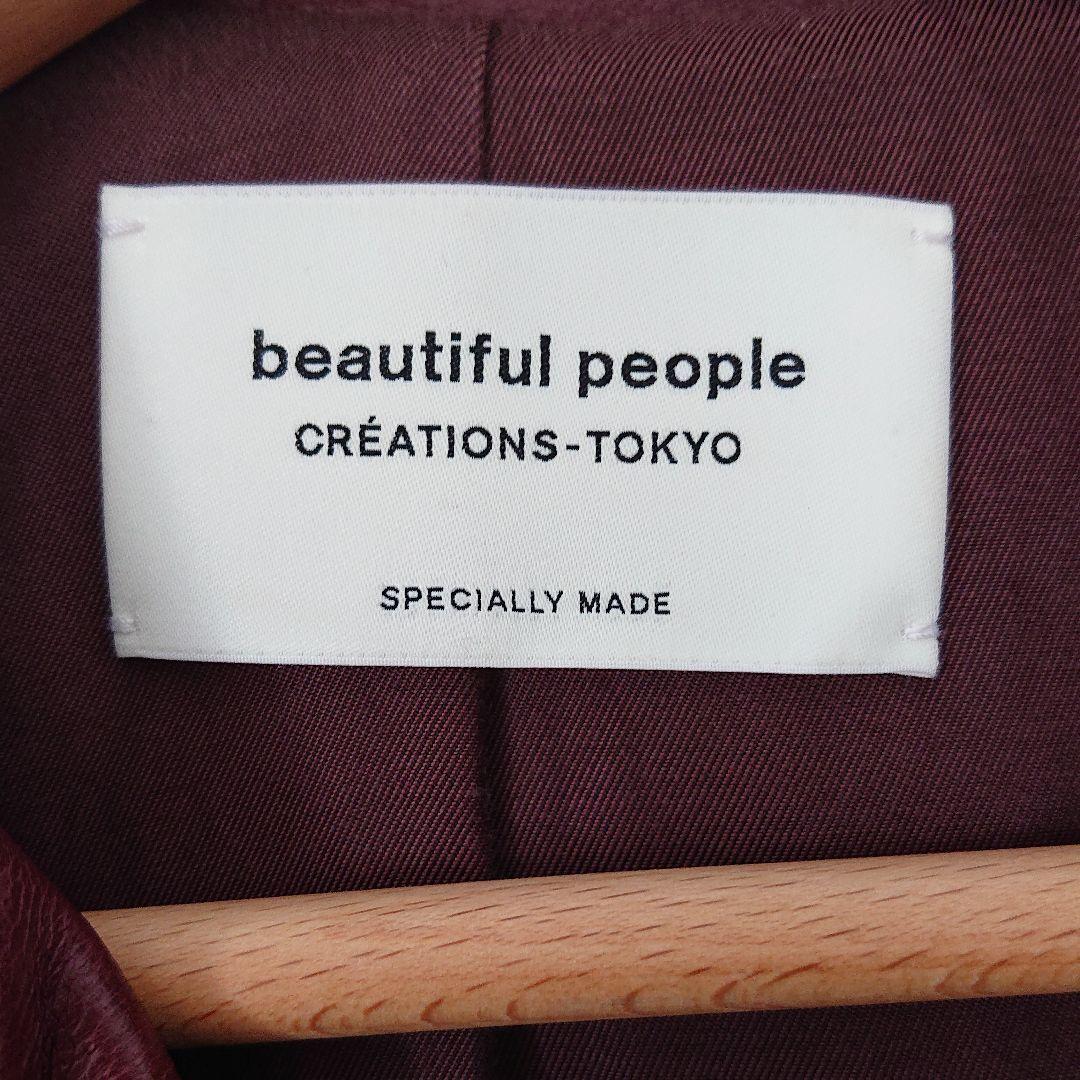 beautiful people
CRÉATIONS-TOKYO
SPECIALLY MADE